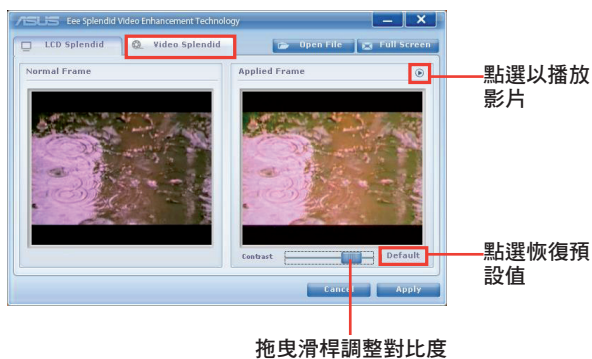 ASUS Eee Splendid Video Enhancement Technology
LCD Splendid
Video Splendid
Open File
Full Screen
Normal Frame
Applied Frame
點選以播放
影片
Contrast
Default
點選恢復預
設值
Cancel
Apply
拖曳滑桿調整對比度